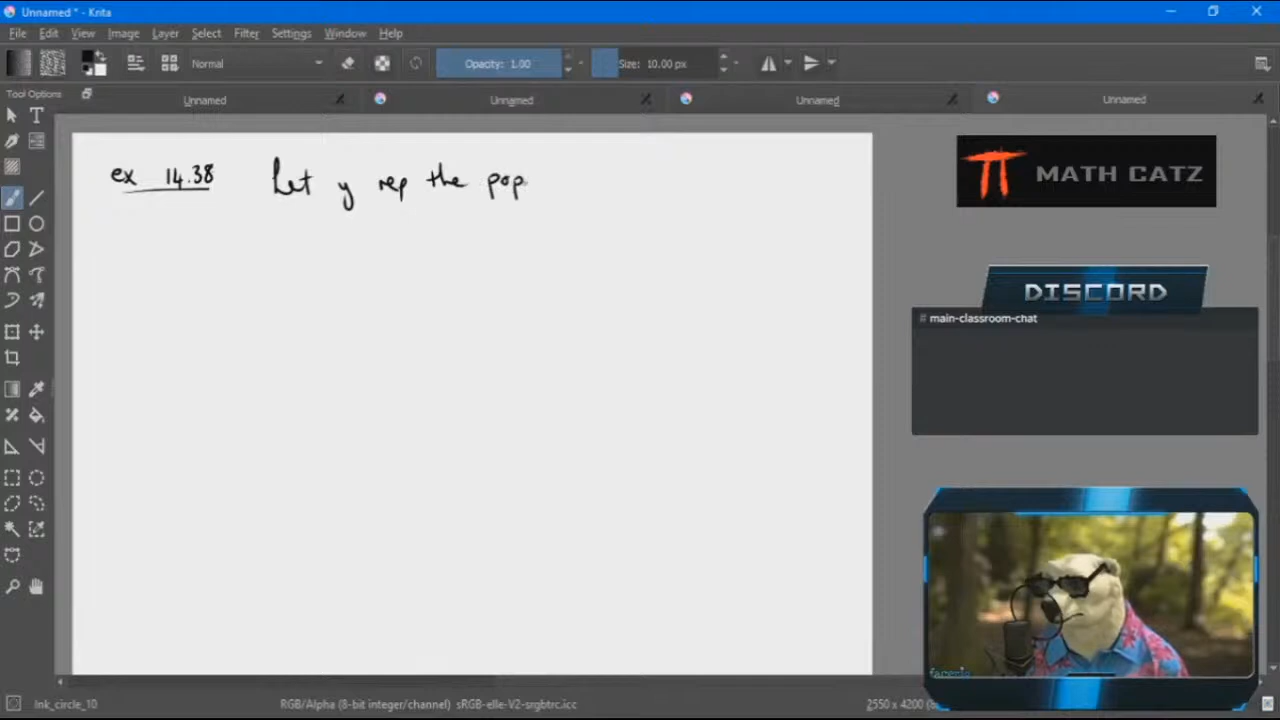 Unnamed * - Krita
File Edit View Image Layer Select Filter Settings Window Help
Normal Opacity: 1.00 Size: 10.00 px
Tool Options
Unnamed Unnamed Unnamed Unnamed
ex 14.38 Let y rep the pop
MATH CATZ
DISCORD
# main-classroom-chat
facerig
Ink_circle_10 RGB/Alpha (8-bit integer/channel) sRGB-elle-V2-srgbtrc.icc 2550 x 4200 (8